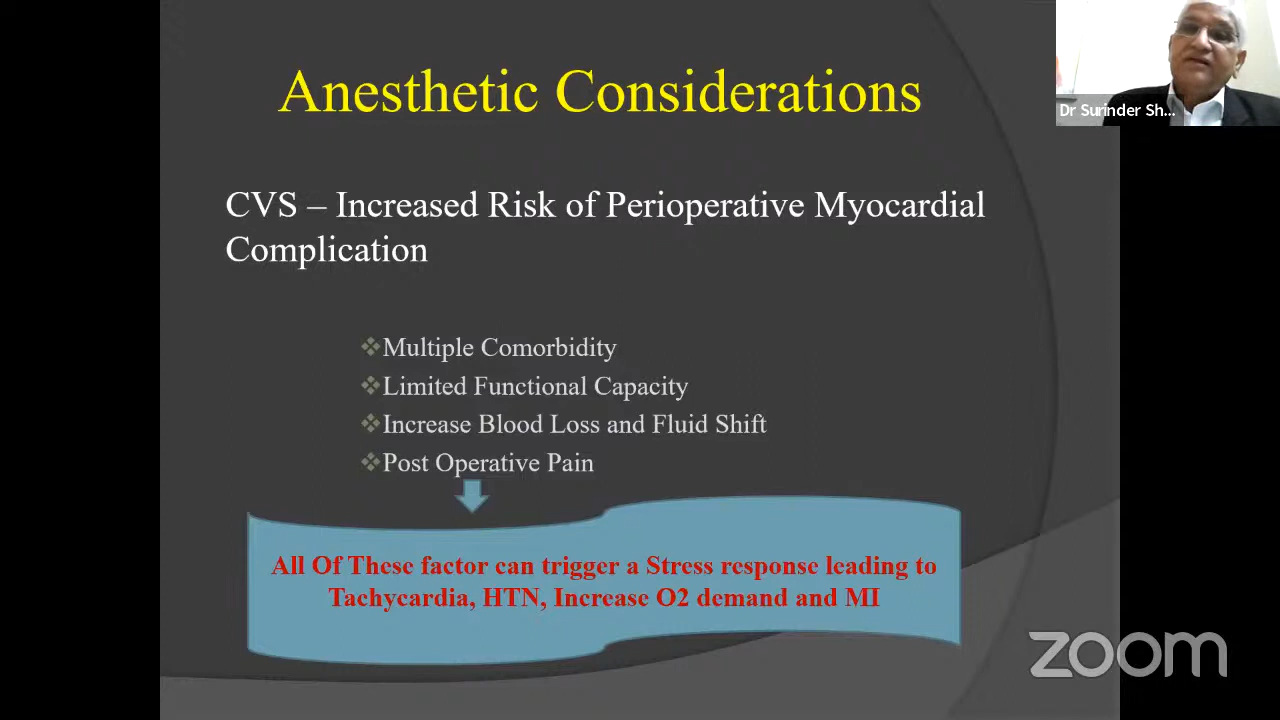 Anesthetic Considerations
Dr Surinder Sh...
CVS – Increased Risk of Perioperative Myocardial
Complication
Multiple Comorbidity
Limited Functional Capacity
Increase Blood Loss and Fluid Shift
Post Operative Pain
All Of These factor can trigger a Stress response leading to
Tachycardia, HTN, Increase O2 demand and MI
zoom